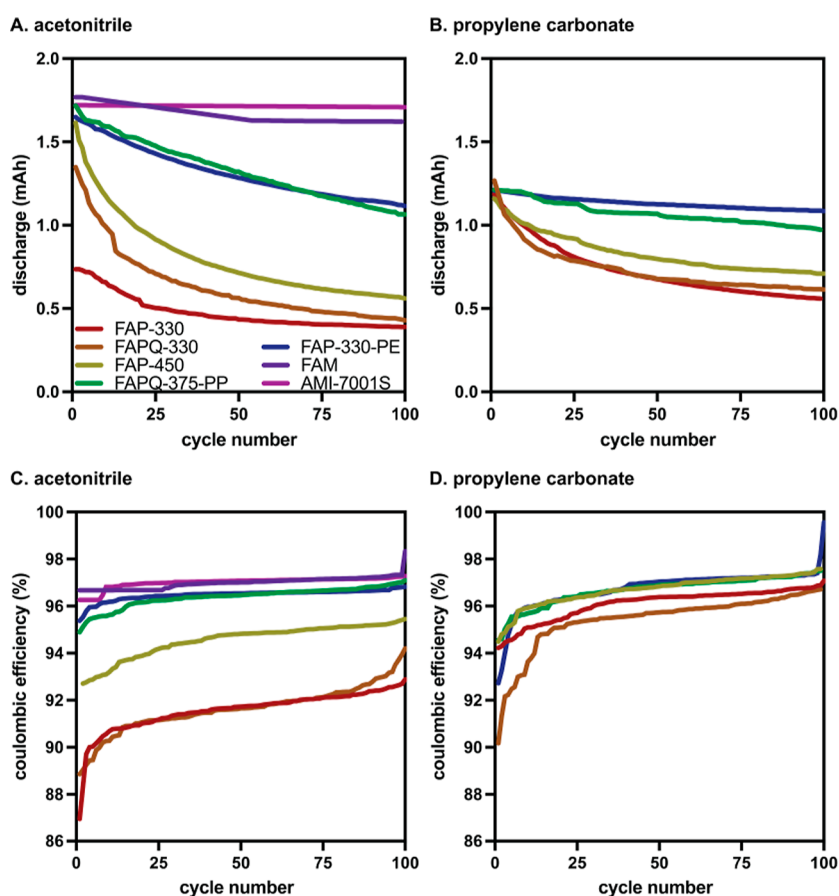 A. acetonitrile
2.0
1.5
1.0
0.5
0.0
discharge (mAh)
FAP-330
FAPQ-330
FAP-450
FAPQ-375-PP
FAP-330-PE
FAM
AMI-7001S
0 25 50 75 100
cycle number
B. propylene carbonate
2.0
1.5
1.0
0.5
0.0
discharge (mAh)
0 25 50 75 100
cycle number
C. acetonitrile
100
98
96
94
92
90
88
86
coulombic efficiency (%)
0 25 50 75 100
cycle number
D. propylene carbonate
100
98
96
94
92
90
88
86
coulombic efficiency (%)
0 25 50 75 100
cycle number